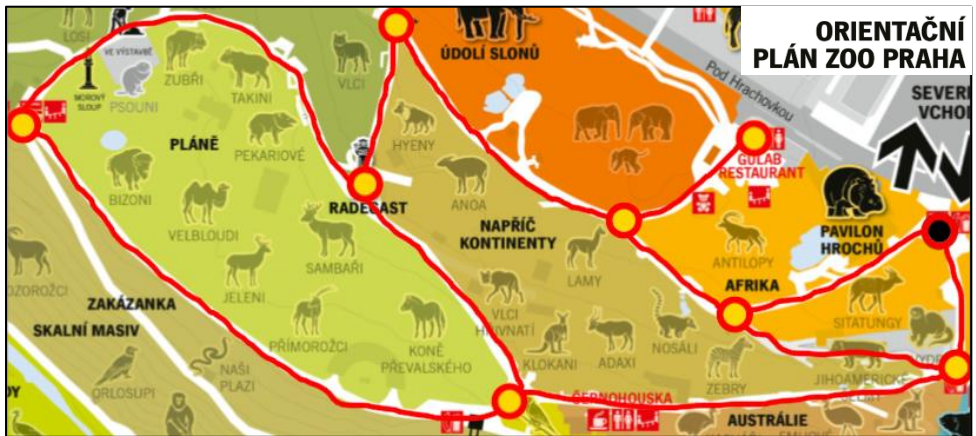 ORIENTAČNÍ
PLÁN ZOO PRAHA
LOSI
VE VÝSTAVBĚ
ZUBŘI
MOROVÝ
SLOUP
PSOUNI
TAKINI
VLCI
ÚDOLÍ SLONŮ
Pod Hrachovkou
PLÁNĚ
PEKARIOVÉ
HYENY
GULAB
RESTAURANT
BIZONI
RADEGAST
ANOA
NAPŘÍČ
KONTINENTY
VELBLOUDI
SAMBAŘI
ANTILOPY
PAVILON
HROCHŮ
LAMY
AFRIKA
JELENI
ZAKÁZANKA
SKALNÍ MASIV
VLCI
HŘIVNATÍ
SITATUNGY
PŘÍMOROŽCI
KONĚ
PŘEVALSKÉHO
KLOKANI
ADAXI
NOSÁLI
NAŠI
PLAZI
ORLOSUPI
ZEBRY
JIHOAMERICKÉ
ČERNOHOUSKA
AUSTRÁLIE